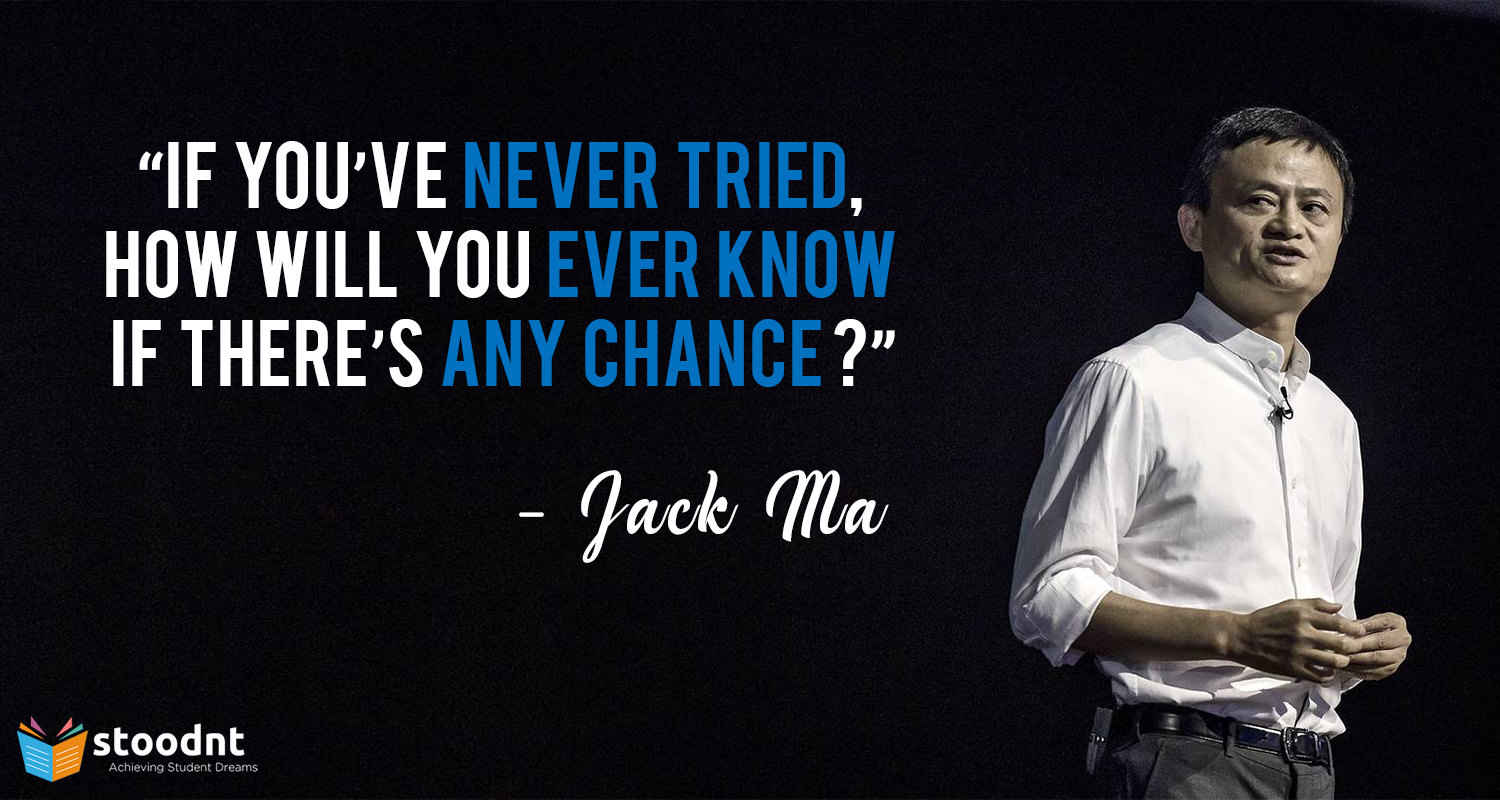 “IF YOU’VE NEVER TRIED,
HOW WILL YOU EVER KNOW
IF THERE’S ANY CHANCE ?”
– Jack Ma
stoodnt
Achieving Student Dreams